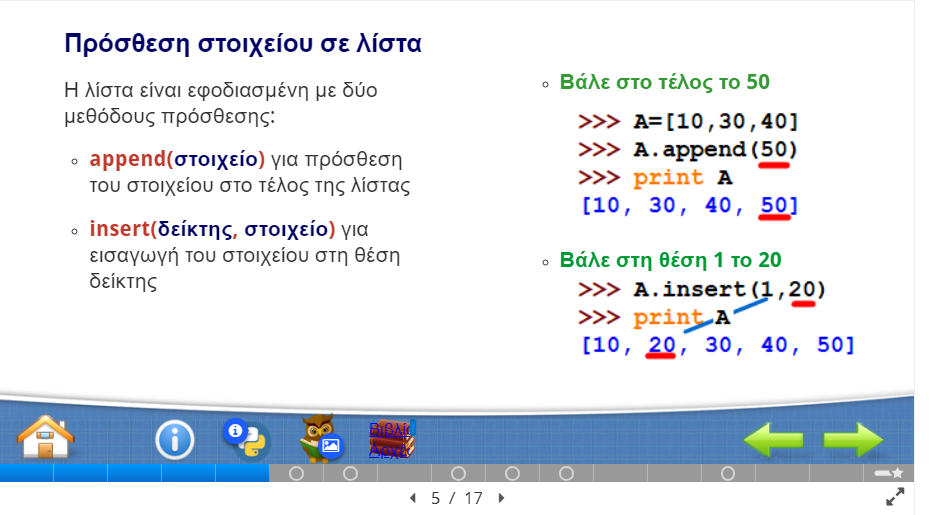 Πρόσθεση στοιχείου σε λίστα
Η λίστα είναι εφοδιασμένη με δύο
μεθόδους πρόσθεσης:
append(στοιχείο) για πρόσθεση
του στοιχείου στο τέλος της λίστας
insert(δείκτης, στοιχείο) για
εισαγωγή του στοιχείου στη θέση
δείκτης
Βάλε στο τέλος το 50
>>> A=[10,30,40]
>>> A.append(50)
>>> print A
[10, 30, 40, 50]
Βάλε στη θέση 1 το 20
>>> A.insert(1,20)
>>> print A
[10, 20, 30, 40, 50]
5 / 17